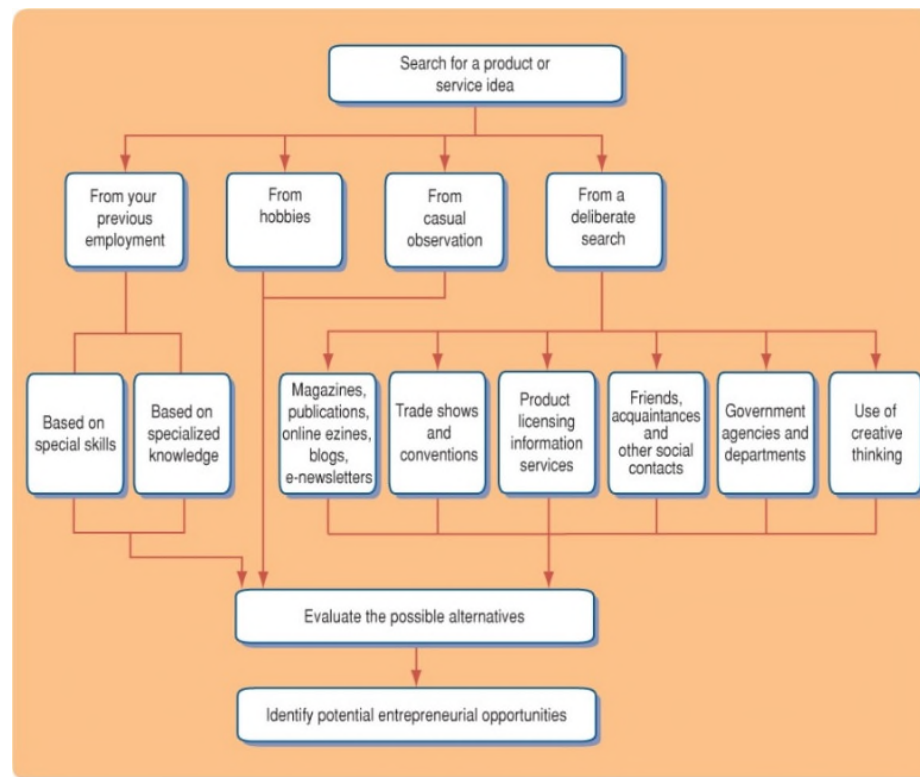 Search for a product or
service idea
From your
previous
employment
From
hobbies
From
casual
observation
From a
deliberate
search
Based on
special skills
Based on
specialized
knowledge
Magazines,
publications,
online ezines,
blogs,
e-newsletters
Trade shows
and
conventions
Product
licensing
information
services
Friends,
acquaintances
and
other social
contacts
Government
agencies and
departments
Use of
creative
thinking
Evaluate the possible alternatives
Identify potential entrepreneurial opportunities